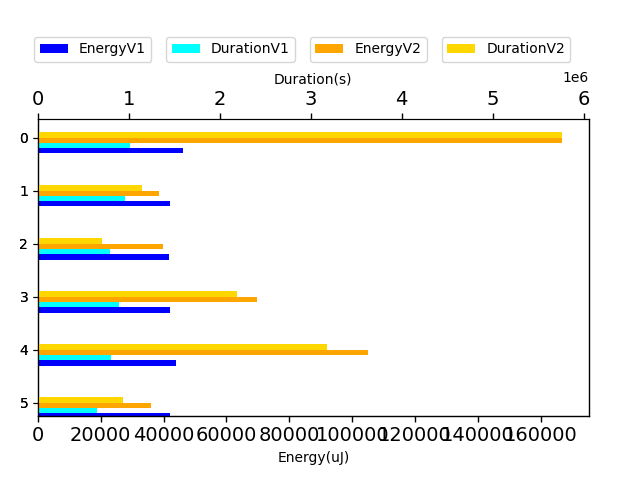 EnergyV1 DurationV1 EnergyV2 DurationV2
Duration(s) 1e6
0 1 2 3 4 5 6
0
1
2
3
4
5
0 20000 40000 60000 80000 100000 120000 140000 160000
Energy(uJ)